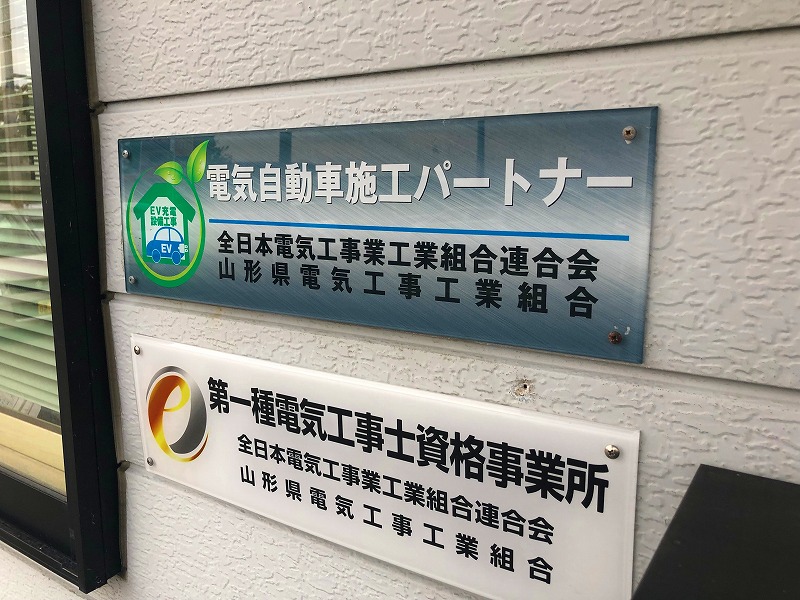 電気自動車施工パートナー
EV充電
設備工事
EV
全日本電気工事業工業組合連合会
山形県電気工事工業組合
第一種電気工事士資格事業所
全日本電気工事業工業組合連合会
山形県電気工事工業組合